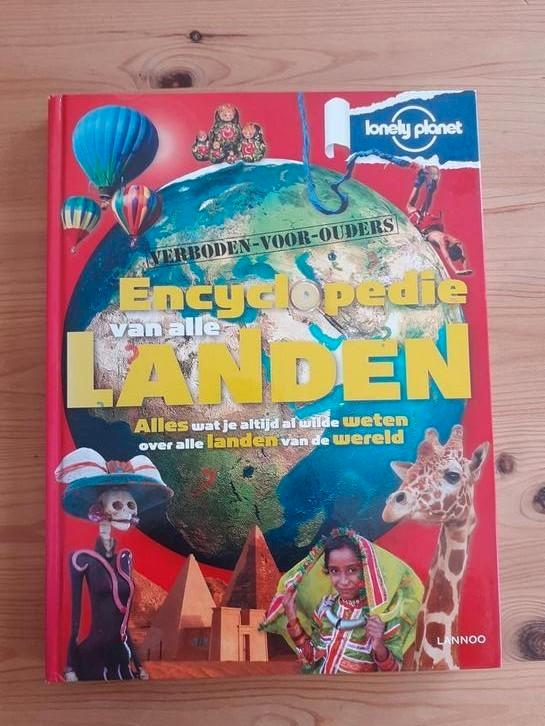 lonely planet
VERBODEN-VOOR-OUDERS
Encyclopedie
van alle
LANDEN
Alles wat je altijd al wilde weten
over alle landen van de wereld
LANNOO